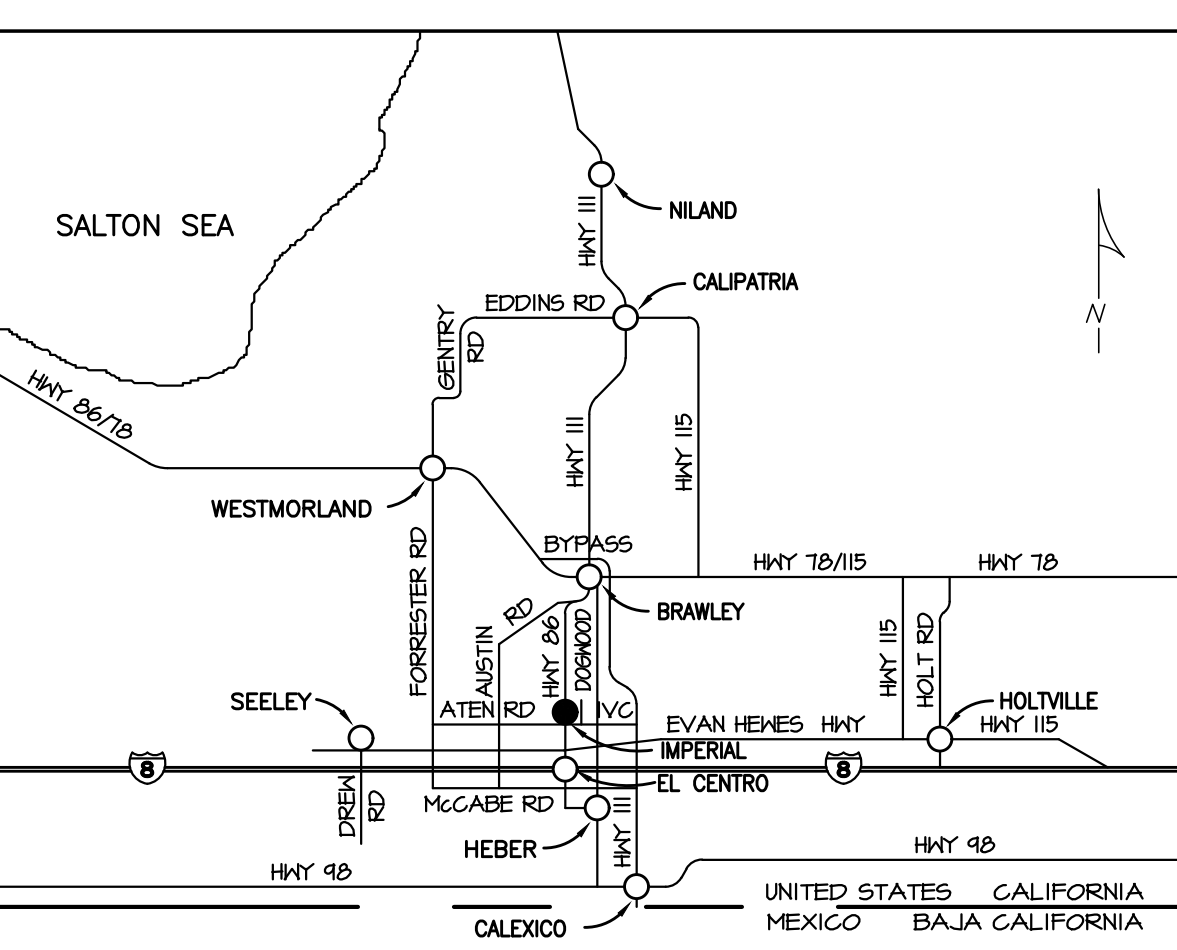 NILAND
HWY 111
SALTON SEA
CALIPATRIA
EDDINS RD
GENTRY
RD
N
HWY 86/78
HWY 111
HWY 115
WESTMORLAND
BYPASS
HWY 78/115
HWY 78
FORRESTER RD
AUSTIN
RD
HWY 86
DOGWOOD
BRAWLEY
HWY 115
HOLT RD
SEELEY
HOLTVILLE
ATEN RD
IVC
EVAN HEWES HWY
HWY 115
IMPERIAL
8
8
EL CENTRO
DREW
RD
McCABE RD
HWY 111
HEBER
HWY 98
HWY 98
UNITED STATES CALIFORNIA
MEXICO BAJA CALIFORNIA
CALEXICO